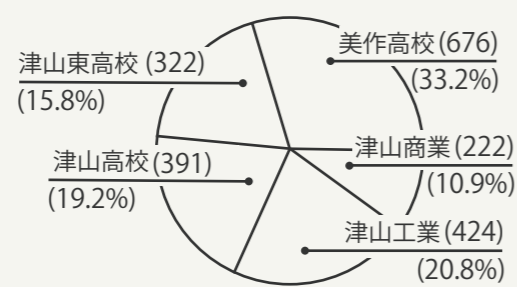 美作高校(676)
(33.2%)
津山東高校 (322)
(15.8%)
津山商業(222)
(10.9%)
津山高校(391)
(19.2%)
津山工業(424)
(20.8%)